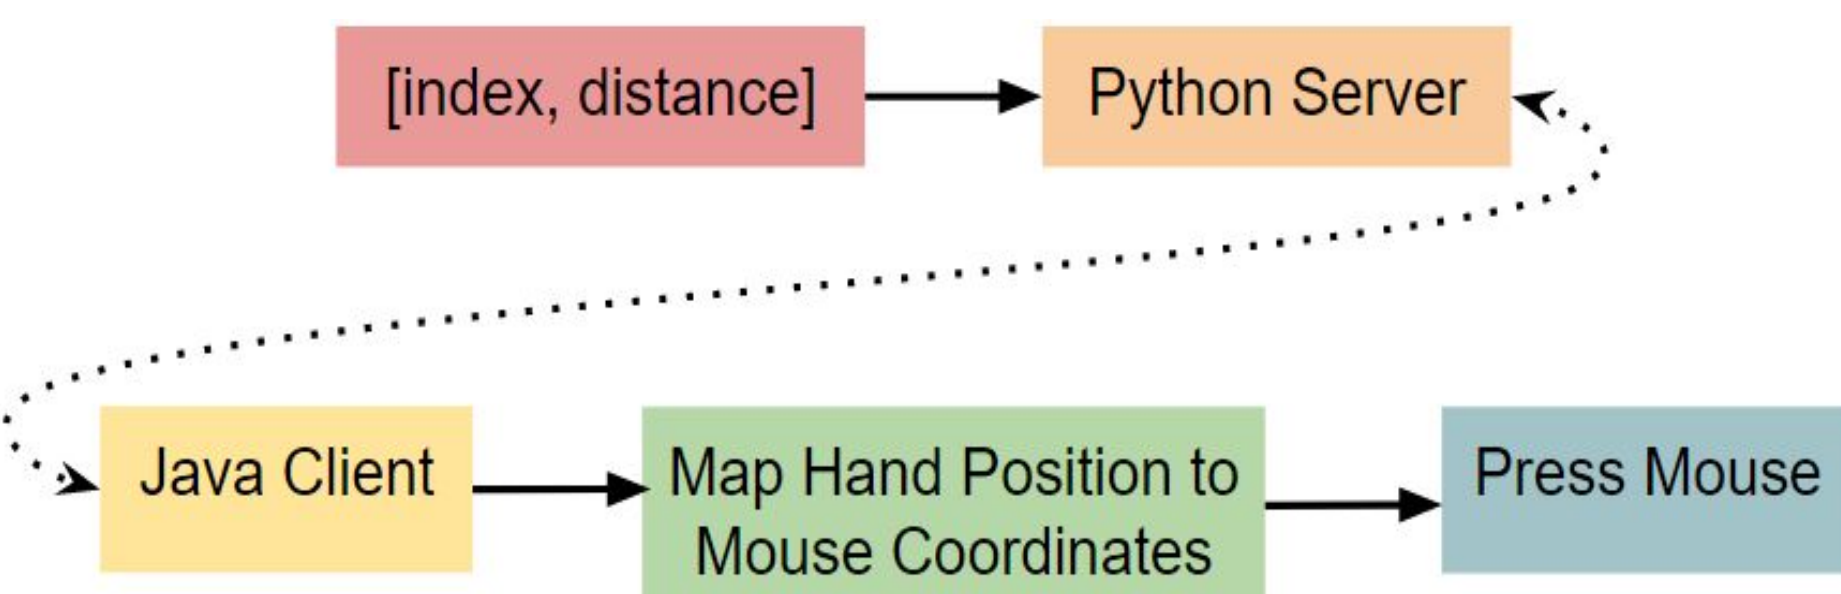 [index, distance]
Python Server
Java Client
Map Hand Position to
Mouse Coordinates
Press Mouse